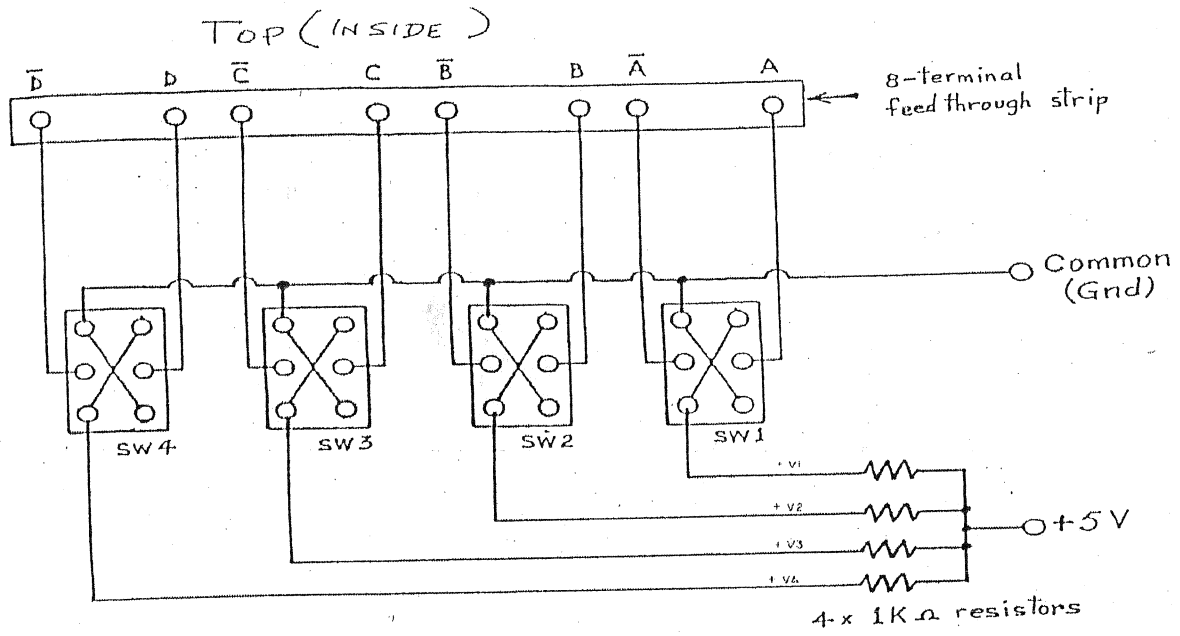 TOP (INSIDE)
D̅ D C̅ C B̅ B A̅ A
8-terminal
feed through strip
Common
(Gnd)
SW4 SW3 SW2 SW1
+ V1
+ V2
+ V3
+ V4
+5V
4 x 1K Ω resistors